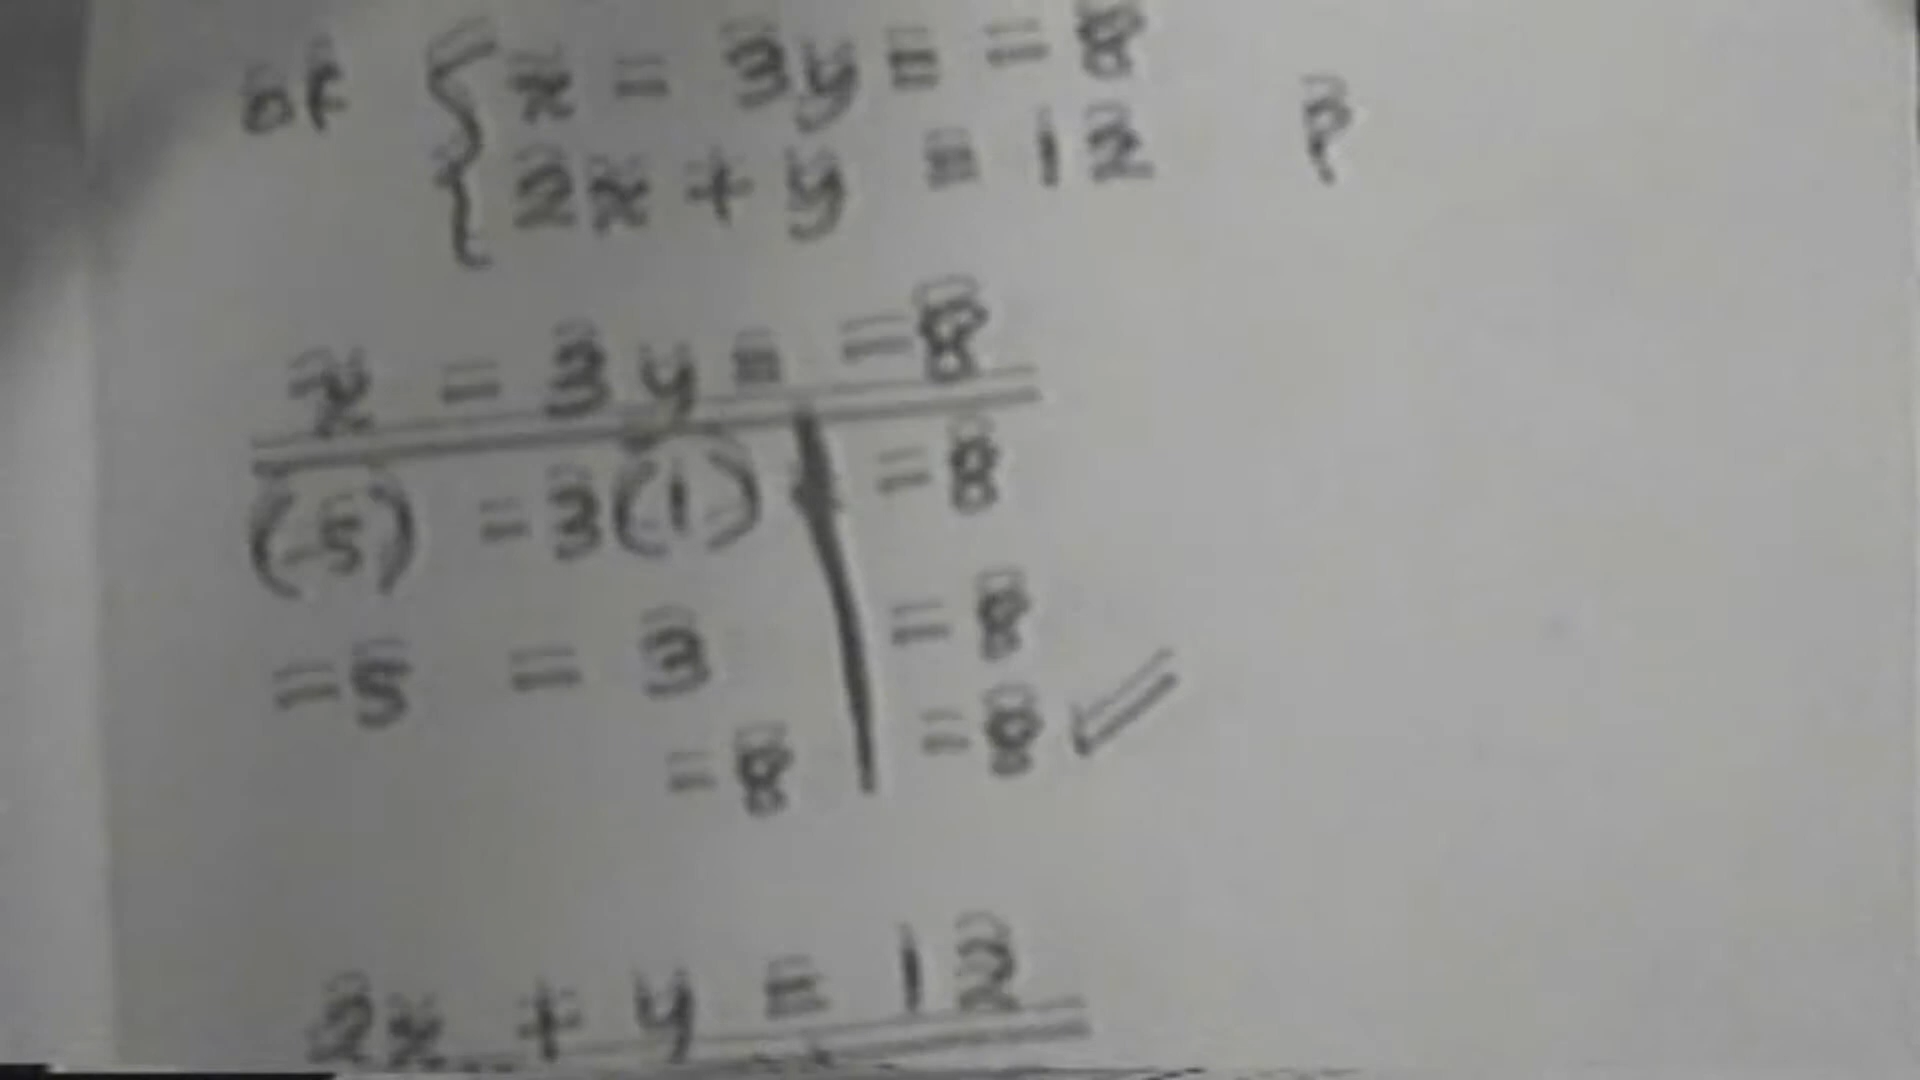 of { x = 3y = = 8
2x + y = 12 ?
x = 3y = = 8
(-5) = 3(1) = 8
= 5 = 3 = 8
= 8 = 8 ✓
2x + y = 12